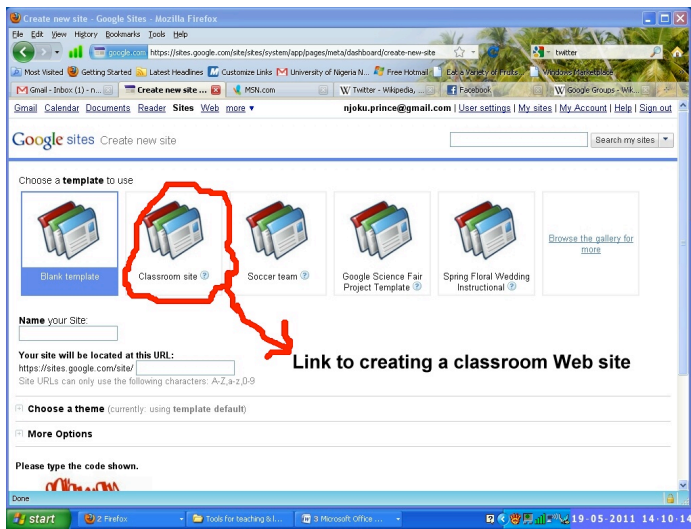 Create new site - Google Sites - Mozilla Firefox
File Edit View History Bookmarks Tools Help
google.com https://sites.google.com/site/sites/system/app/pages/meta/dashboard/create-new-site twitter
Most Visited Getting Started Latest Headlines Customize Links University of Nigeria N... Free Hotmail Eat a Variety of Fruits... Windows Marketplace
Gmail - Inbox (1) - n... Create new site ... MSN.com Twitter - Wikipedia, ... Facebook Google Groups - Wik...
Gmail Calendar Documents Reader Sites Web more ▼ njoku.prince@gmail.com | User settings | My sites | My Account | Help | Sign out
Google sites Create new site Search my sites
Choose a template to use
Blank template Classroom site ? Soccer team ? Google Science Fair Project Template ? Spring Floral Wedding Instructional ? Browse the gallery for more
Name your Site:
Your site will be located at this URL:
https://sites.google.com/site/
Site URLs can only use the following characters: A-Z,a-z,0-9
Link to creating a classroom Web site
Choose a theme (currently: using template default)
More Options
Please type the code shown.
Done
start 2 Firefox Tools for teaching & l... 3 Microsoft Office ... 19-05-2011 14-10-14